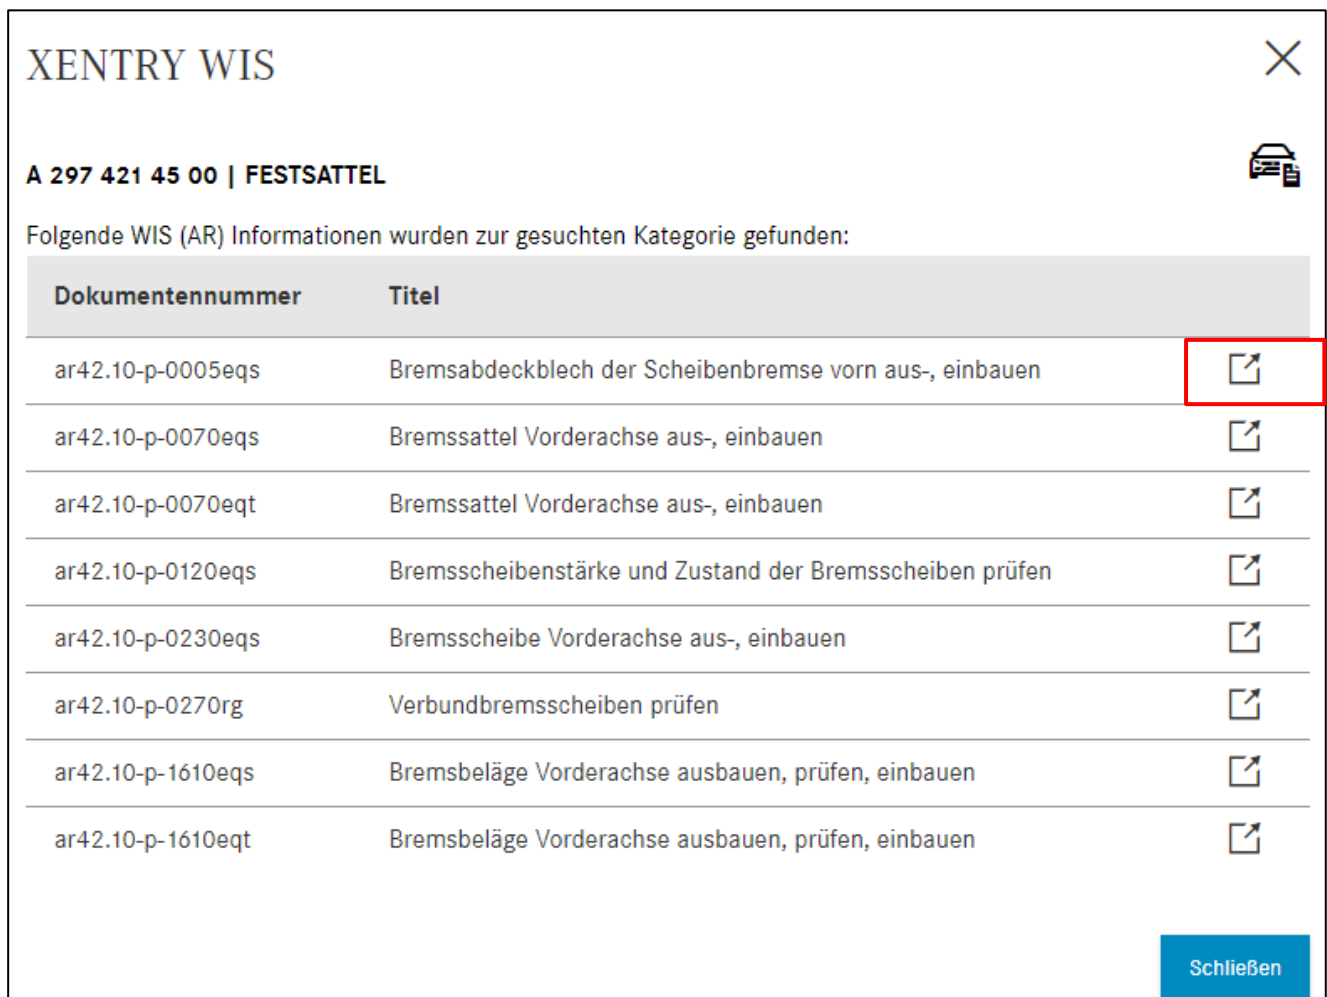 XENTRY WIS
A 297 421 45 00 | FESTSATTEL
Folgende WIS (AR) Informationen wurden zur gesuchten Kategorie gefunden:
Dokumentennummer Titel
ar42.10-p-0005eqs Bremsabdeckblech der Scheibenbremse vorn aus-, einbauen
ar42.10-p-0070eqs Bremssattel Vorderachse aus-, einbauen
ar42.10-p-0070eqt Bremssattel Vorderachse aus-, einbauen
ar42.10-p-0120eqs Bremsscheibenstärke und Zustand der Bremsscheiben prüfen
ar42.10-p-0230eqs Bremsscheibe Vorderachse aus-, einbauen
ar42.10-p-0270rg Verbundbremsscheiben prüfen
ar42.10-p-1610eqs Bremsbeläge Vorderachse ausbauen, prüfen, einbauen
ar42.10-p-1610eqt Bremsbeläge Vorderachse ausbauen, prüfen, einbauen
Schließen